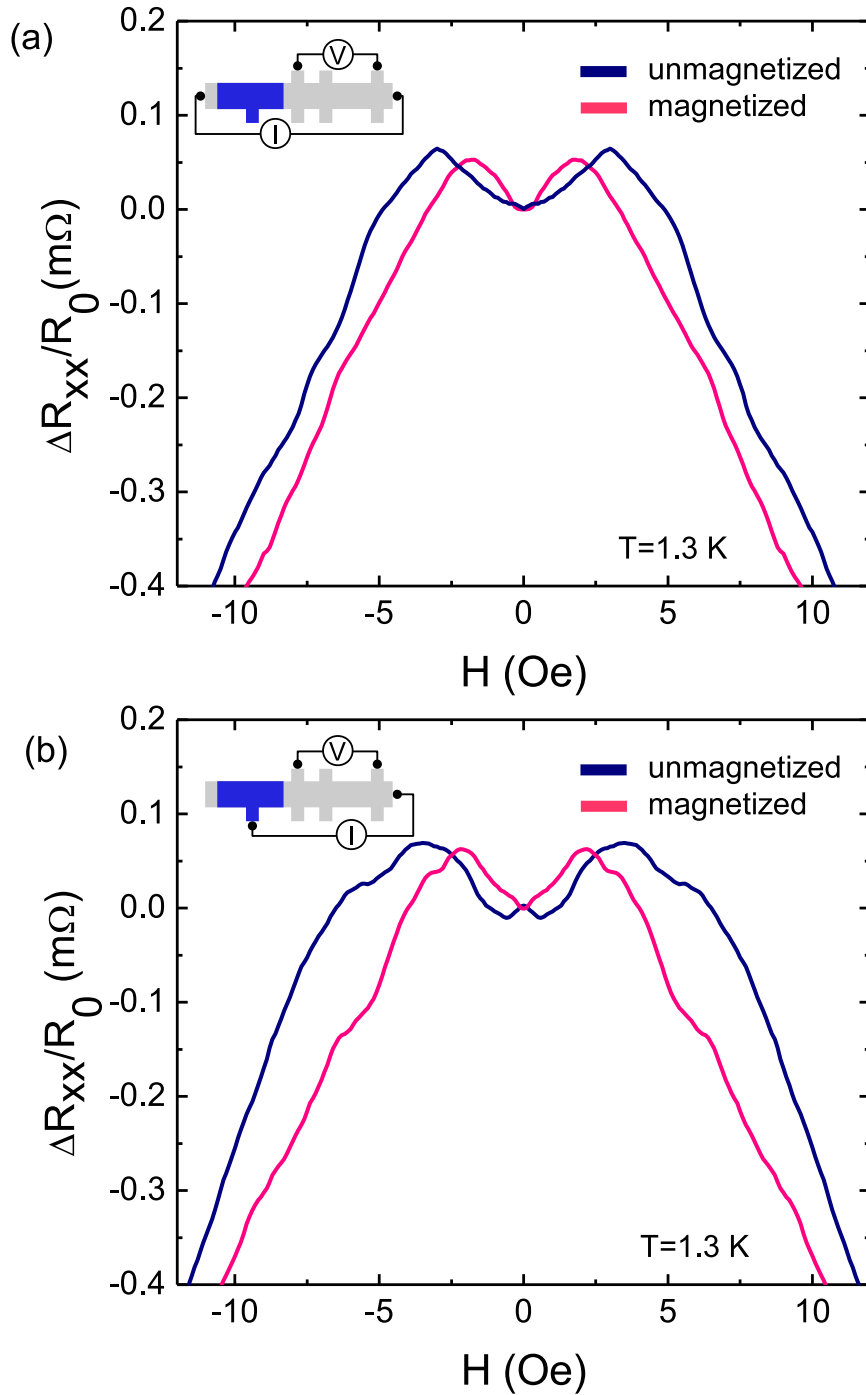 (a)
V
I
unmagnetized
magnetized
0.2
0.1
0.0
-0.1
-0.2
-0.3
-0.4
ΔRxx/R0 (mΩ)
T=1.3 K
-10 -5 0 5 10
H (Oe)
(b)
V
I
unmagnetized
magnetized
0.2
0.1
0.0
-0.1
-0.2
-0.3
-0.4
ΔRxx/R0 (mΩ)
T=1.3 K
-10 -5 0 5 10
H (Oe)